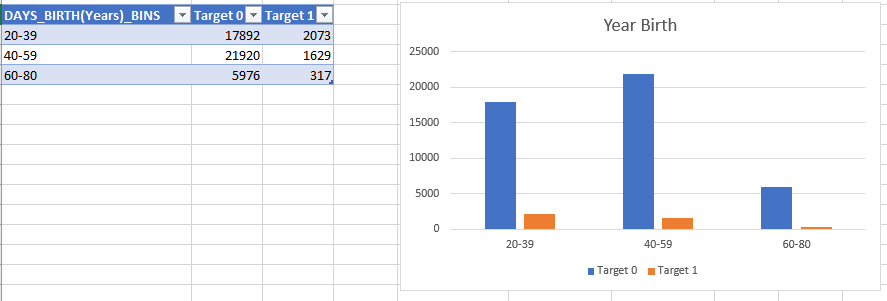 DAYS_BIRTH(Years)_BINS Target 0 Target 1
20-39 17892 2073
40-59 21920 1629
60-80 5976 317
Year Birth
25000
20000
15000
10000
5000
0
20-39 40-59 60-80
Target 0 Target 1